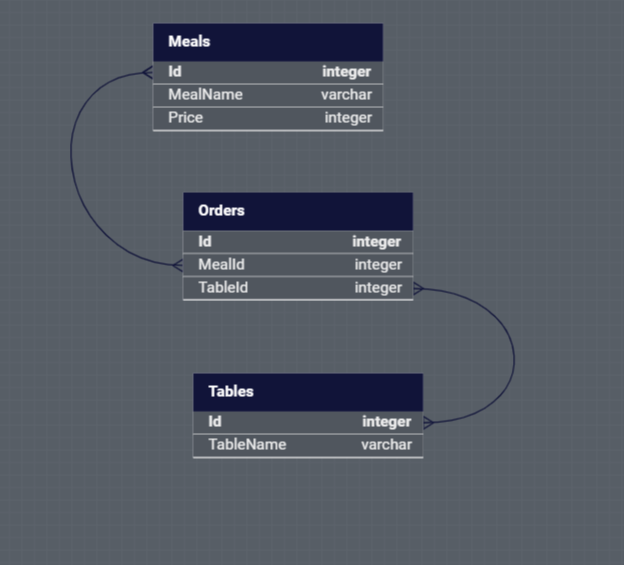 Meals
Id integer
MealName varchar
Price integer
Orders
Id integer
MealId integer
TableId integer
Tables
Id integer
TableName varchar